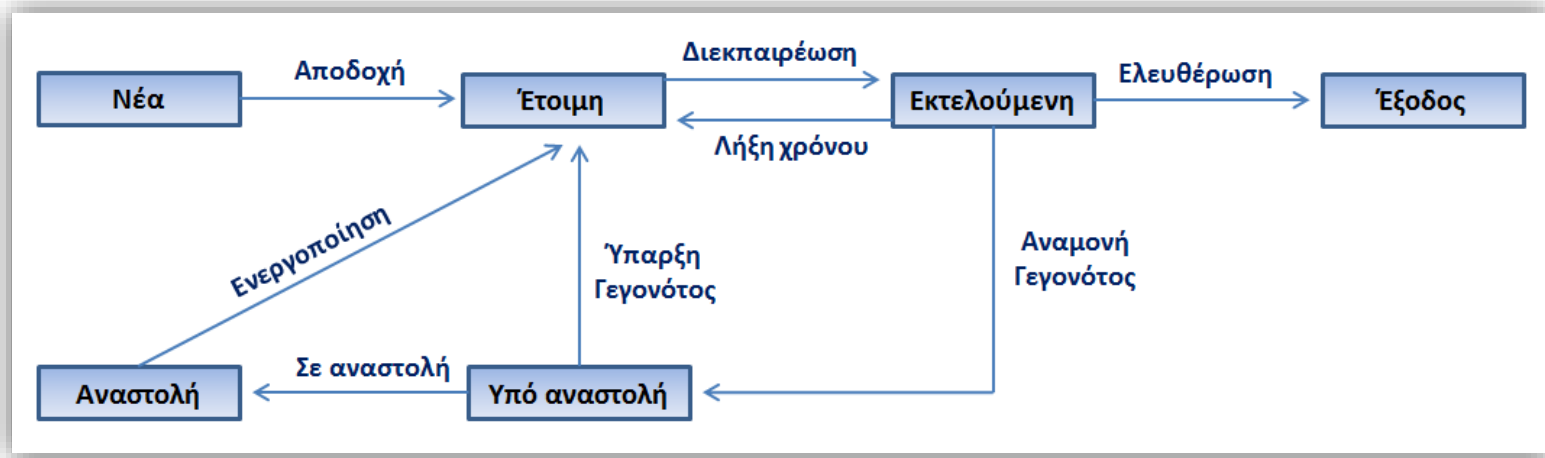 Διεκπαιρέωση
Αποδοχή
Ελευθέρωση
Νέα
Έτοιμη
Εκτελούμενη
Έξοδος
Λήξη χρόνου
Ενεργοποίηση
Ύπαρξη
Γεγονότος
Αναμονή
Γεγονότος
Σε αναστολή
Αναστολή
Υπό αναστολή